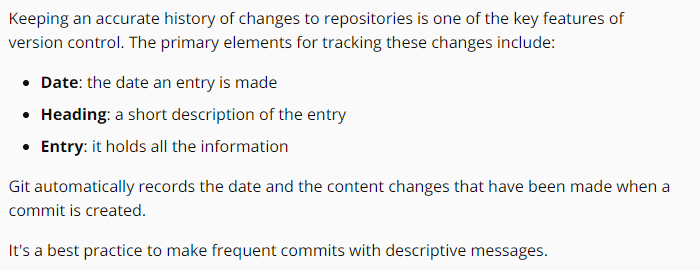 Keeping an accurate history of changes to repositories is one of the key features of
version control. The primary elements for tracking these changes include:
• Date: the date an entry is made
• Heading: a short description of the entry
• Entry: it holds all the information
Git automatically records the date and the content changes that have been made when a
commit is created.
It's a best practice to make frequent commits with descriptive messages.